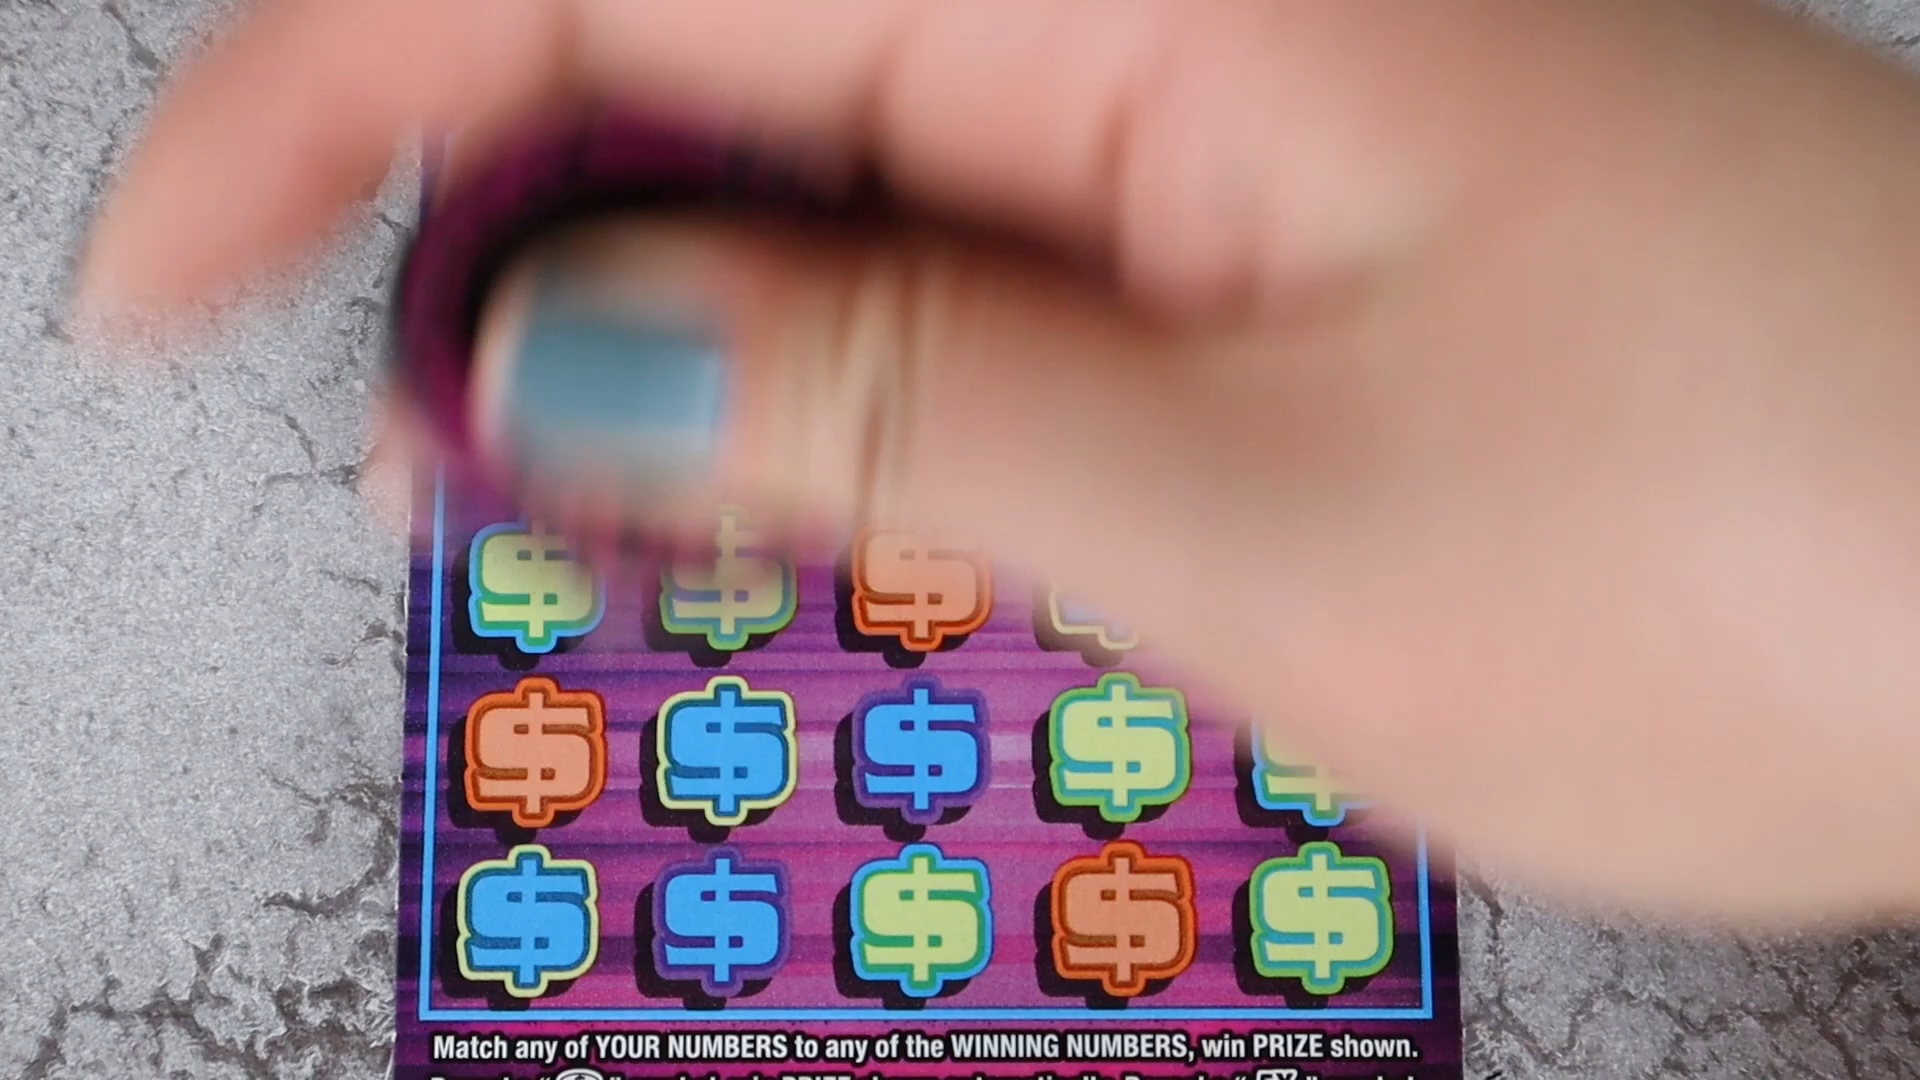 $ $ $
$ $ $ $ $
$ $ $ $ $
Match any of YOUR NUMBERS to any of the WINNING NUMBERS, win PRIZE shown.